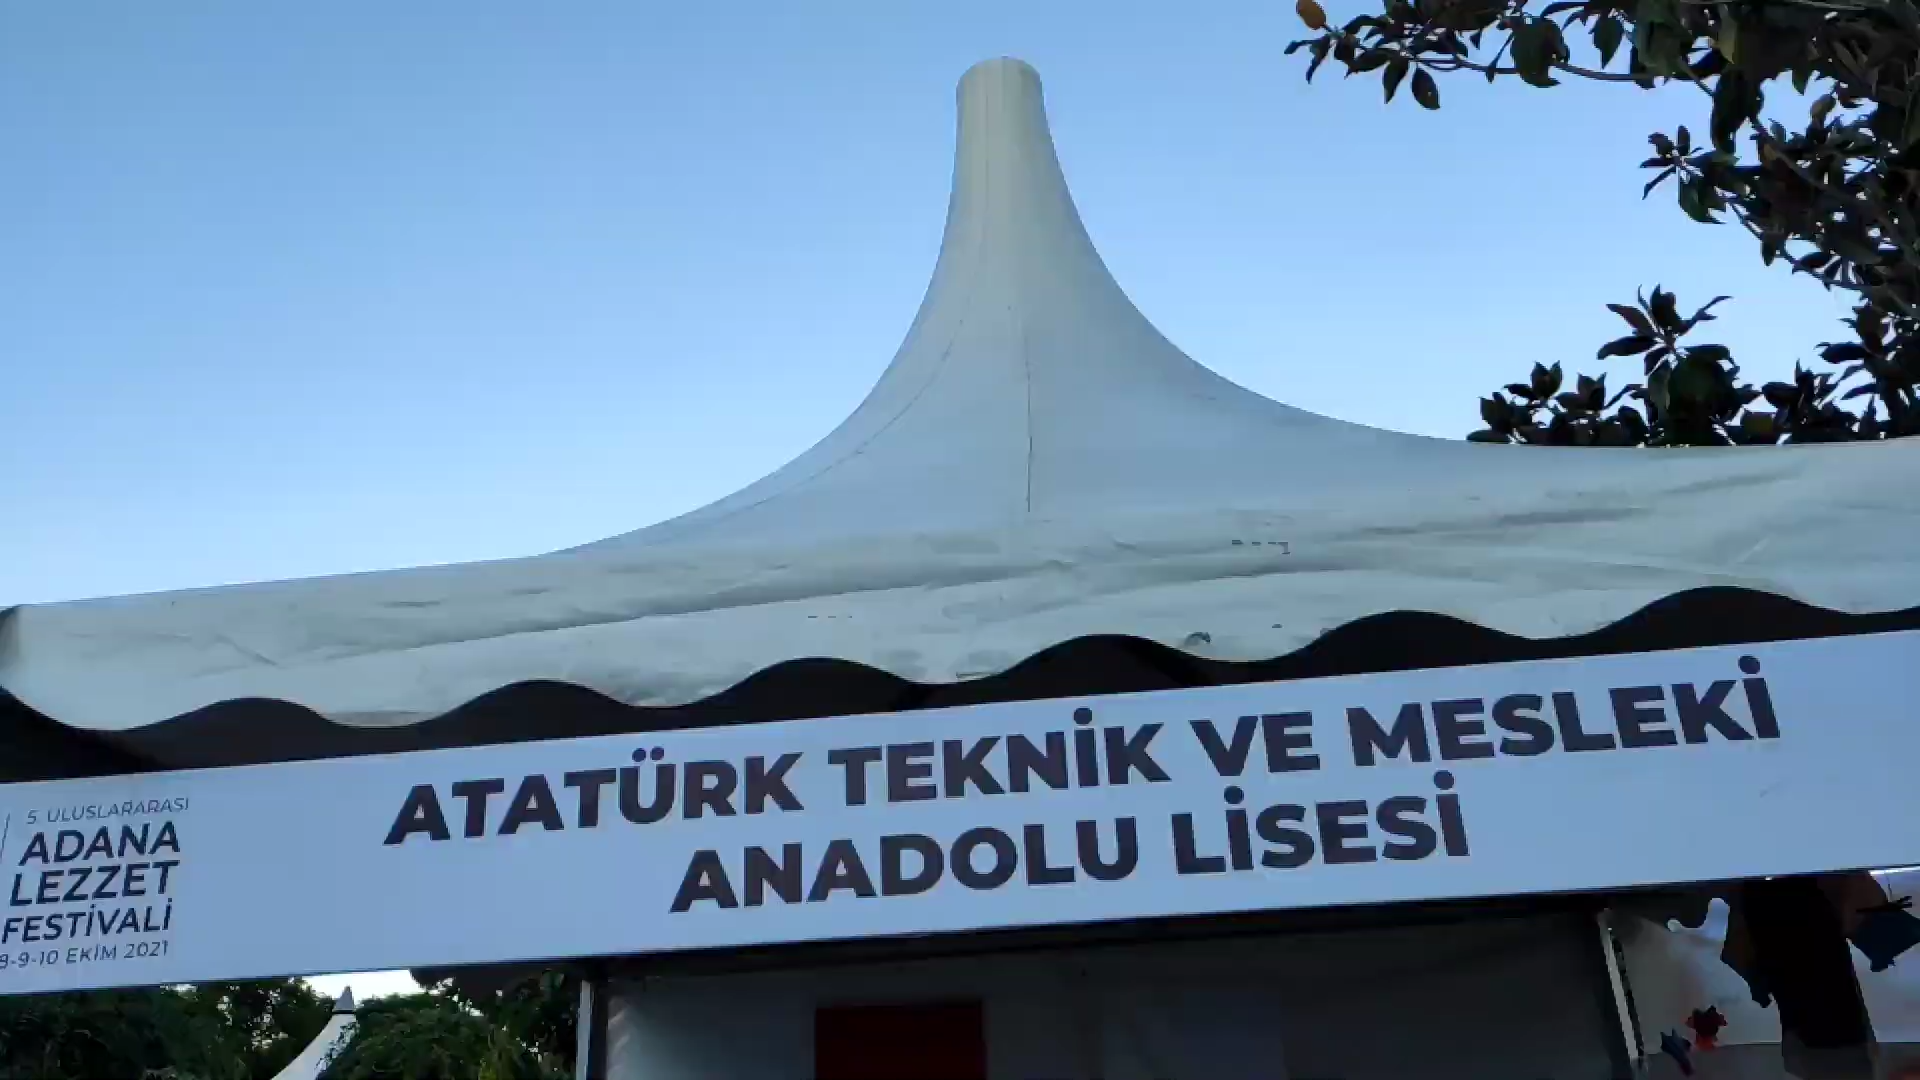 5. ULUSLARARASI
ADANA
LEZZET
FESTİVALİ
8-9-10 EKİM 2021
ATATÜRK TEKNİK VE MESLEKİ
ANADOLU LİSESİ